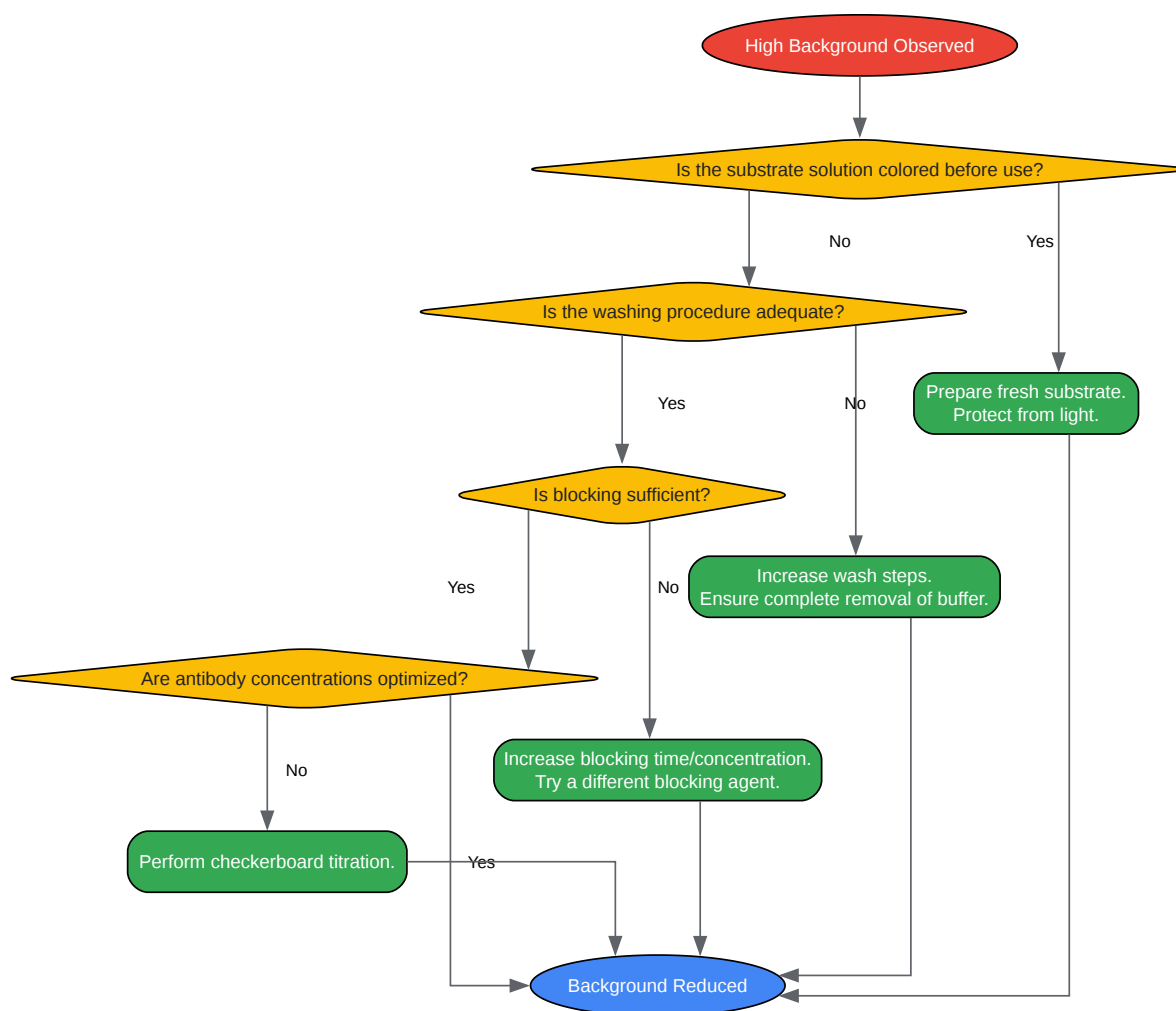 High Background Observed
Is the substrate solution colored before use?
No
Yes
Is the washing procedure adequate?
Yes
No
Prepare fresh substrate.
Protect from light.
Is blocking sufficient?
Yes
No
Increase wash steps.
Ensure complete removal of buffer.
Are antibody concentrations optimized?
No
Increase blocking time/concentration.
Try a different blocking agent.
Perform checkerboard titration.
Yes
Background Reduced